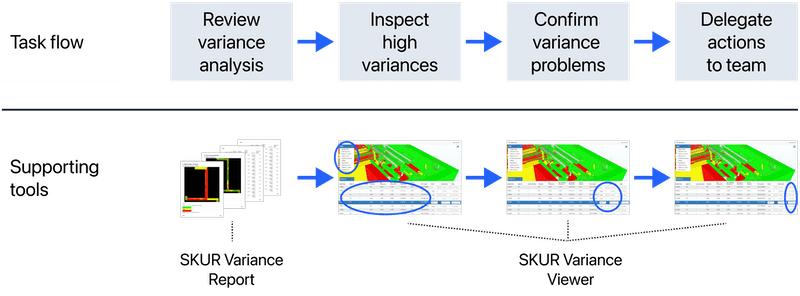 Task flow
Review
variance
analysis
Inspect
high
variances
Confirm
variance
problems
Delegate
actions
to team
Supporting
tools
SKUR Variance
Report
SKUR Variance
Viewer